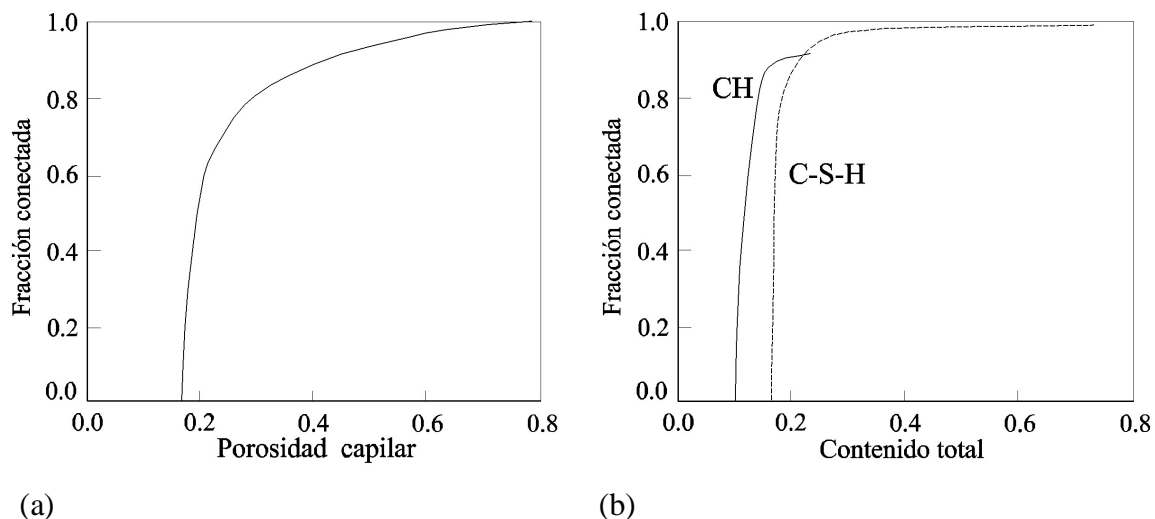 1.0
0.8
0.6
0.4
0.2
0.0
0.0 0.2 0.4 0.6 0.8
Fracción conectada
Porosidad capilar
(a)
1.0
0.8
0.6
0.4
0.2
0.0
0.0 0.2 0.4 0.6 0.8
Fracción conectada
CH
C-S-H
Contenido total
(b)